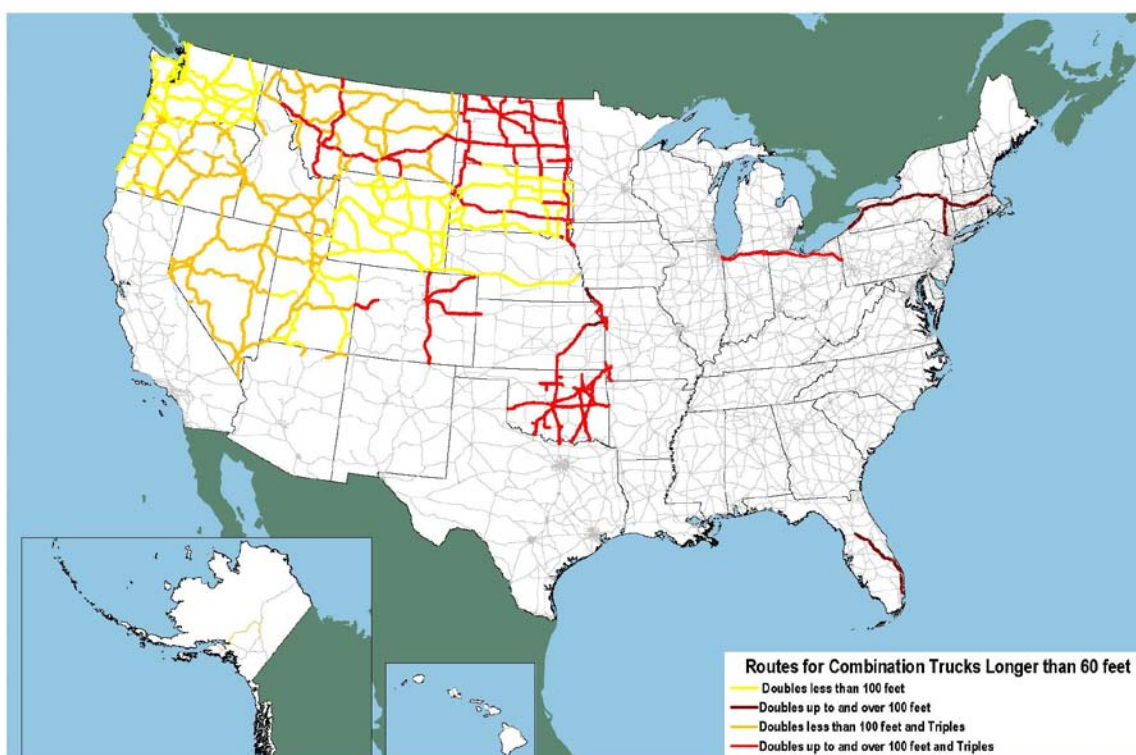 Routes for Combination Trucks Longer than 60 feet
Doubles less than 100 feet
Doubles up to and over 100 feet
Doubles less than 100 feet and Triples
Doubles up to and over 100 feet and Triples